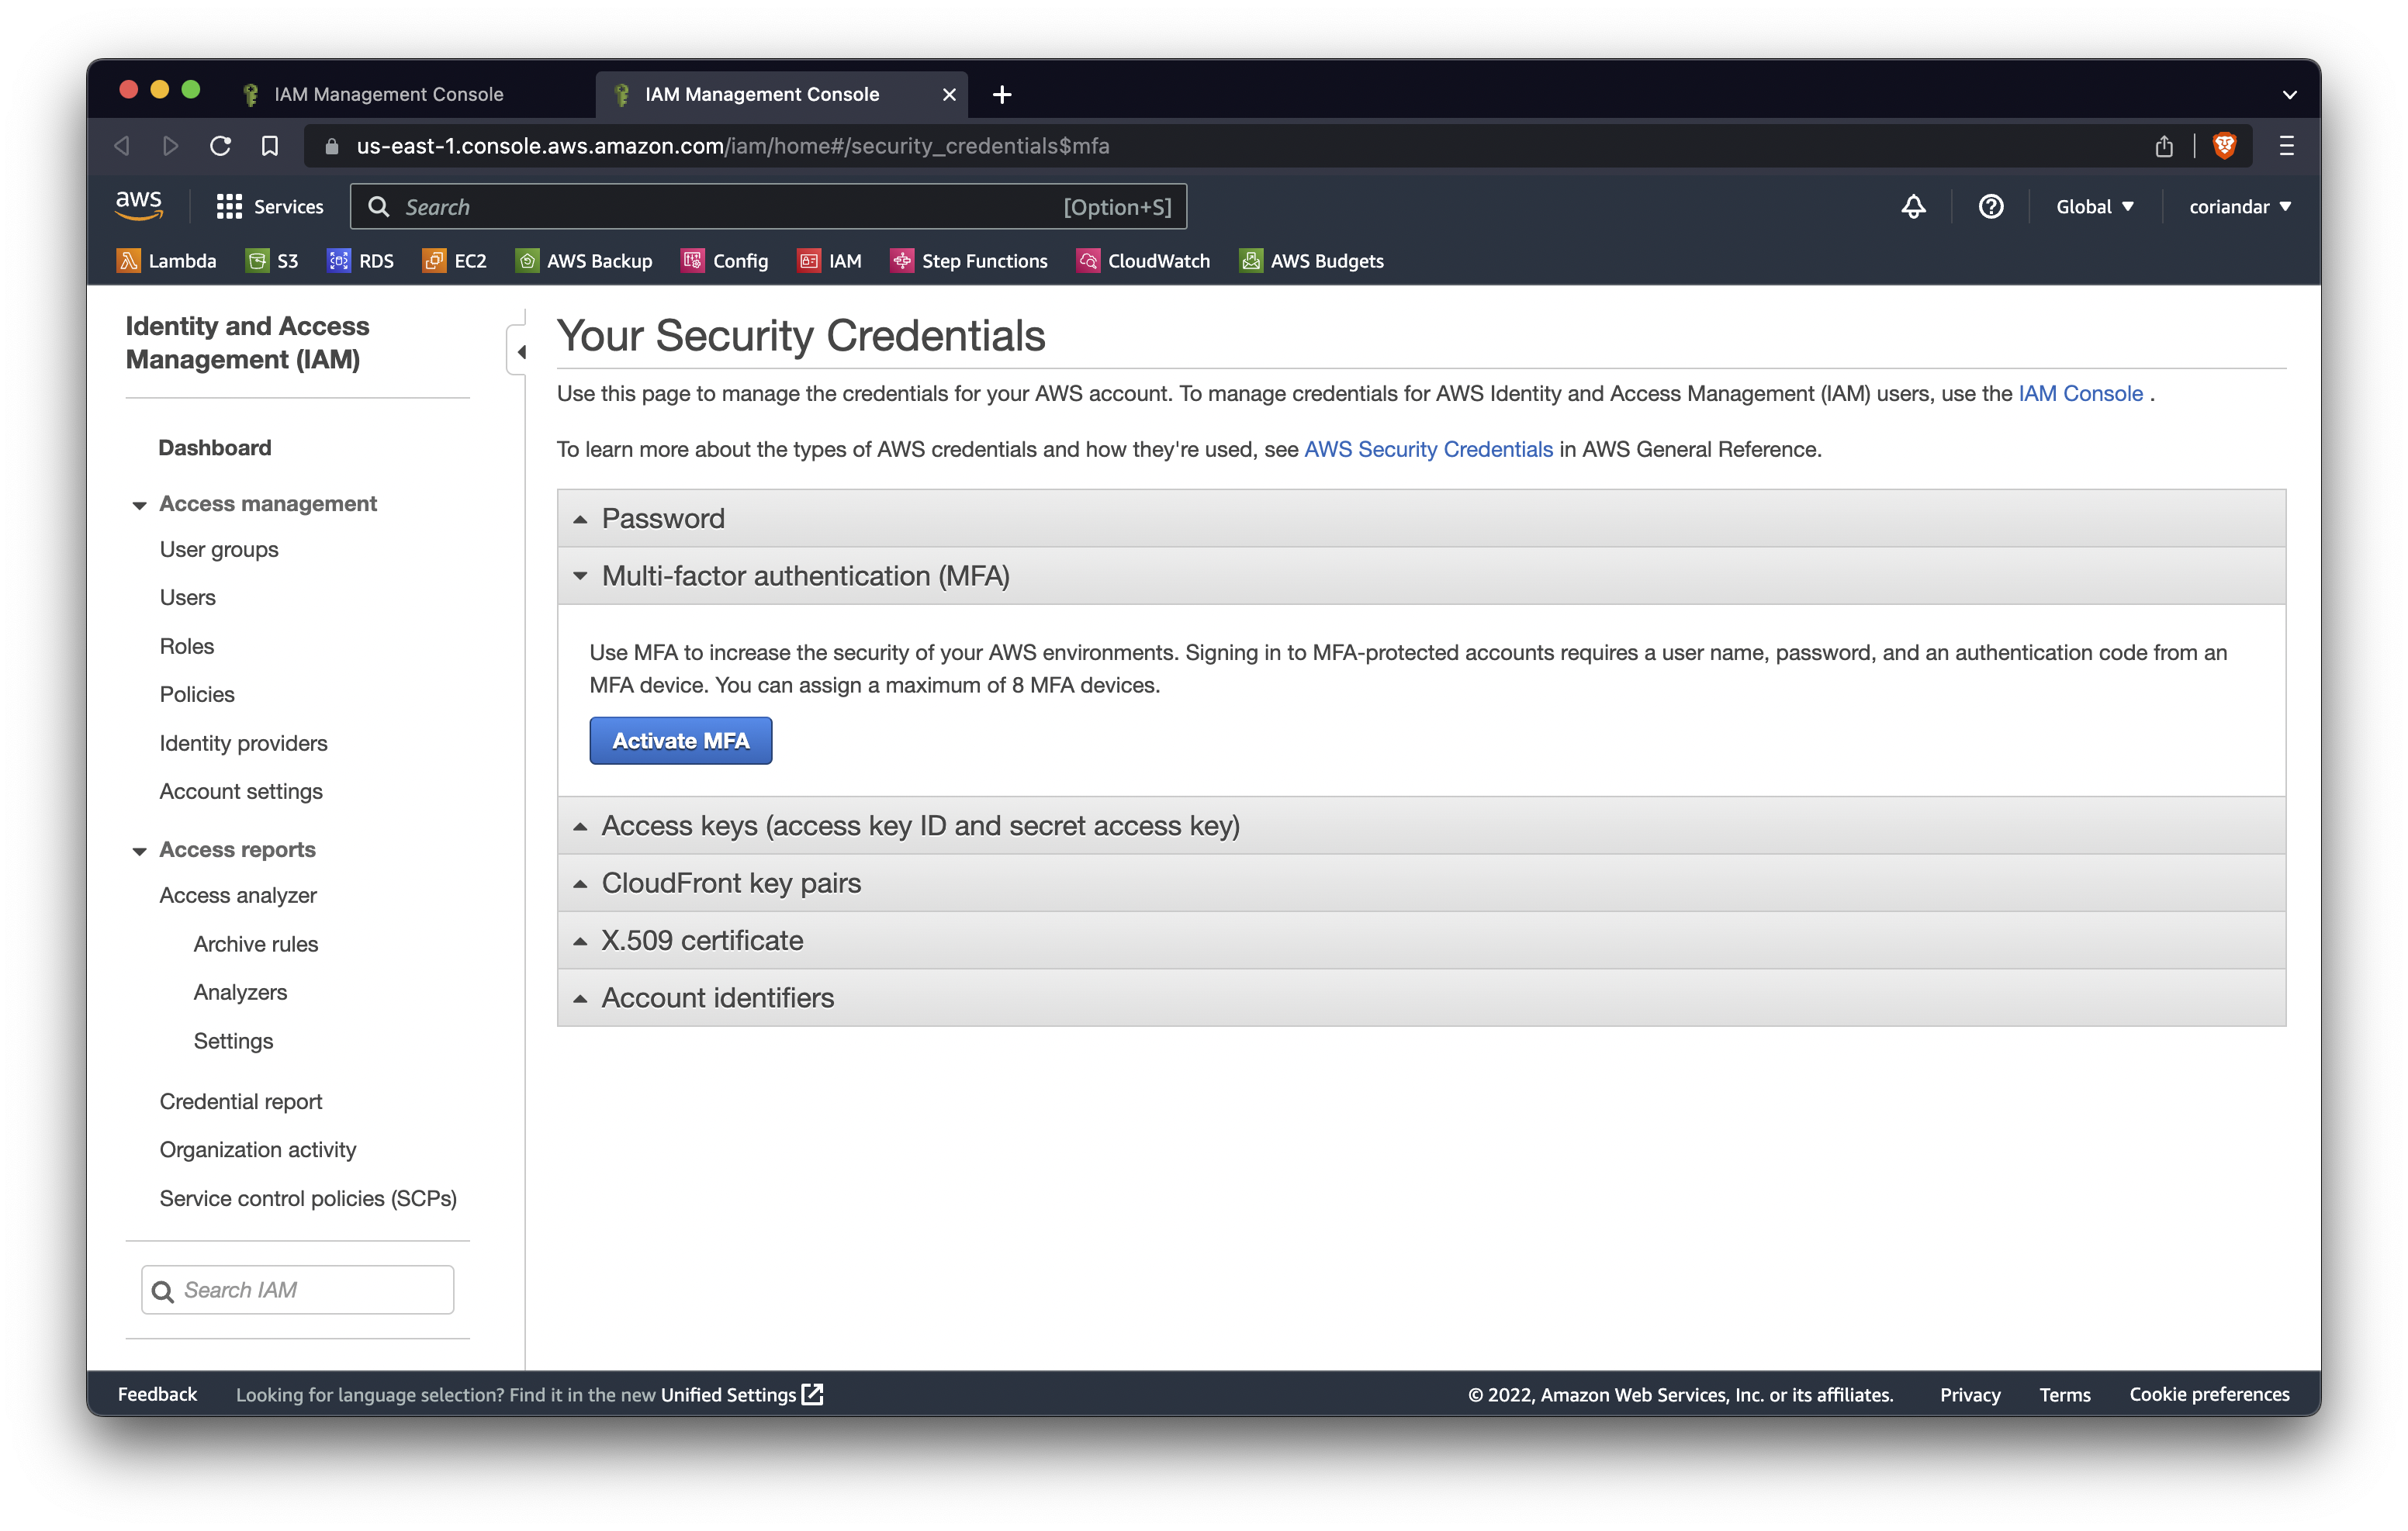 IAM Management Console
IAM Management Console
us-east-1.console.aws.amazon.com/iam/home#/security_credentials$mfa
aws
Services
Search
[Option+S]
Global
coriandar
Lambda
S3
RDS
EC2
AWS Backup
Config
IAM
Step Functions
CloudWatch
AWS Budgets
Identity and Access
Management (IAM)
Dashboard
Access management
User groups
Users
Roles
Policies
Identity providers
Account settings
Access reports
Access analyzer
Archive rules
Analyzers
Settings
Credential report
Organization activity
Service control policies (SCPs)
Search IAM
Your Security Credentials
Use this page to manage the credentials for your AWS account. To manage credentials for AWS Identity and Access Management (IAM) users, use the IAM Console .
To learn more about the types of AWS credentials and how they're used, see AWS Security Credentials in AWS General Reference.
Password
Multi-factor authentication (MFA)
Use MFA to increase the security of your AWS environments. Signing in to MFA-protected accounts requires a user name, password, and an authentication code from an
MFA device. You can assign a maximum of 8 MFA devices.
Activate MFA
Access keys (access key ID and secret access key)
CloudFront key pairs
X.509 certificate
Account identifiers
Feedback
Looking for language selection? Find it in the new Unified Settings
© 2022, Amazon Web Services, Inc. or its affiliates.
Privacy
Terms
Cookie preferences